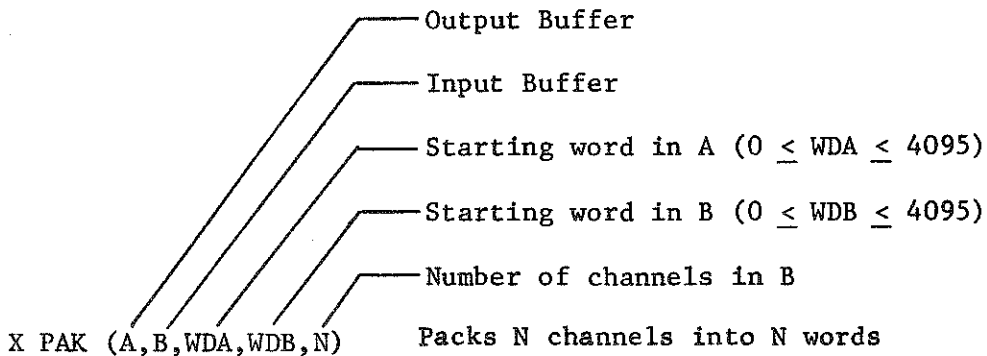 Output Buffer
Input Buffer
Starting word in A (0 ≤ WDA ≤ 4095)
Starting word in B (0 ≤ WDB ≤ 4095)
Number of channels in B
X PAK (A,B,WDA,WDB,N) Packs N channels into N words